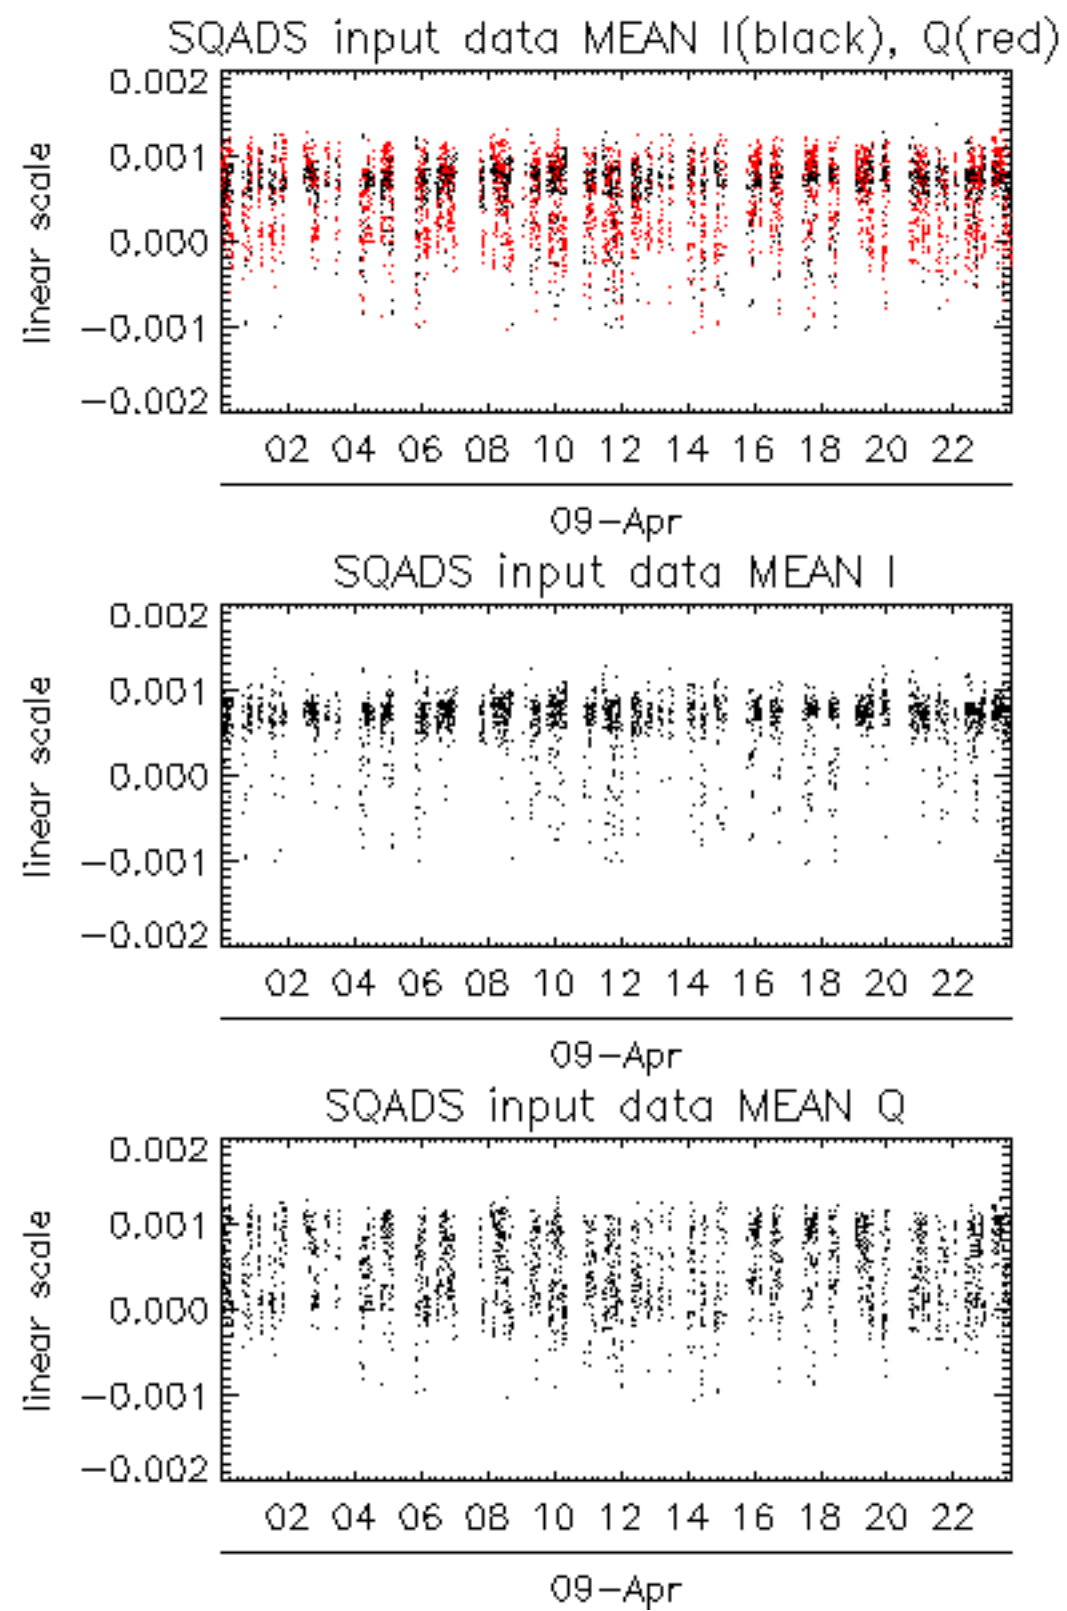 SQADS input data MEAN I(black), Q(red)
0.002
0.001
0.000
−0.001
−0.002
linear scale
02 04 06 08 10 12 14 16 18 20 22
09−Apr
SQADS input data MEAN I
0.002
0.001
0.000
−0.001
−0.002
linear scale
02 04 06 08 10 12 14 16 18 20 22
09−Apr
SQADS input data MEAN Q
0.002
0.001
0.000
−0.001
−0.002
linear scale
02 04 06 08 10 12 14 16 18 20 22
09−Apr